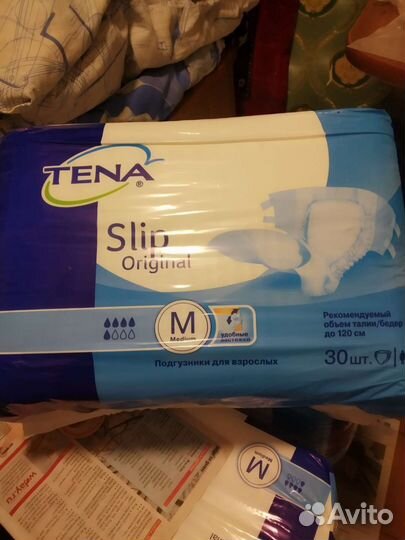 TENA®
Slip
Original
M
Medium
удобные
застежки
Рекомендуемый
объем талии/бедер
до 120 см
Подгузники для взрослых
30 шт.
M
Medium
Avito